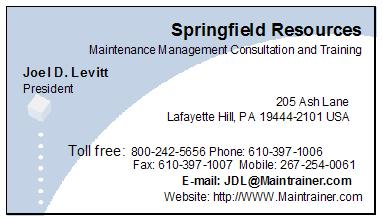 Springfield Resources
Maintenance Management Consultation and Training
Joel D. Levitt
President
205 Ash Lane
Lafayette Hill, PA 19444-2101 USA
Toll free: 800-242-5656 Phone: 610-397-1006
Fax: 610-397-1007 Mobile: 267-254-0061
E-mail: JDL@Maintrainer.com
Website: http://WWW.Maintrainer.com